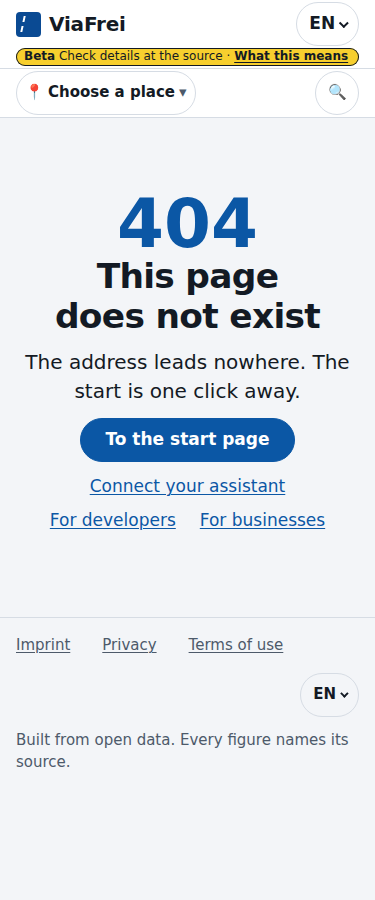 ViaFrei
EN
Beta Check details at the source · What this means
Choose a place
404
This page
does not exist
The address leads nowhere. The
start is one click away.
To the start page
Connect your assistant
For developers For businesses
Imprint Privacy Terms of use
EN
Built from open data. Every figure names its
source.